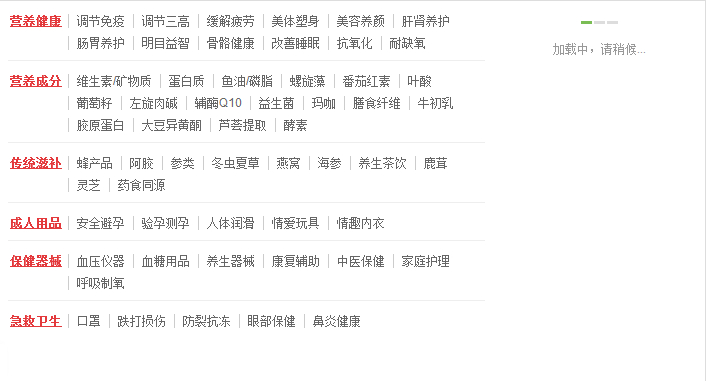 营养健康 调节免疫 调节三高 缓解疲劳 美体塑身 美容养颜 肝肾养护
肠胃养护 明目益智 骨骼健康 改善睡眠 抗氧化 耐缺氧
营养成分 维生素/矿物质 蛋白质 鱼油/磷脂 螺旋藻 番茄红素 叶酸
葡萄籽 左旋肉碱 辅酶Q10 益生菌 玛咖 膳食纤维 牛初乳
胶原蛋白 大豆异黄酮 芦荟提取 酵素
传统滋补 蜂产品 阿胶 参类 冬虫夏草 燕窝 海参 养生茶饮 鹿茸
灵芝 药食同源
成人用品 安全避孕 验孕测孕 人体润滑 情爱玩具 情趣内衣
保健器械 血压仪器 血糖用品 养生器械 康复辅助 中医保健 家庭护理
呼吸制氧
急救卫生 口罩 跌打损伤 防裂抗冻 眼部保健 鼻炎健康
加载中，请稍候...